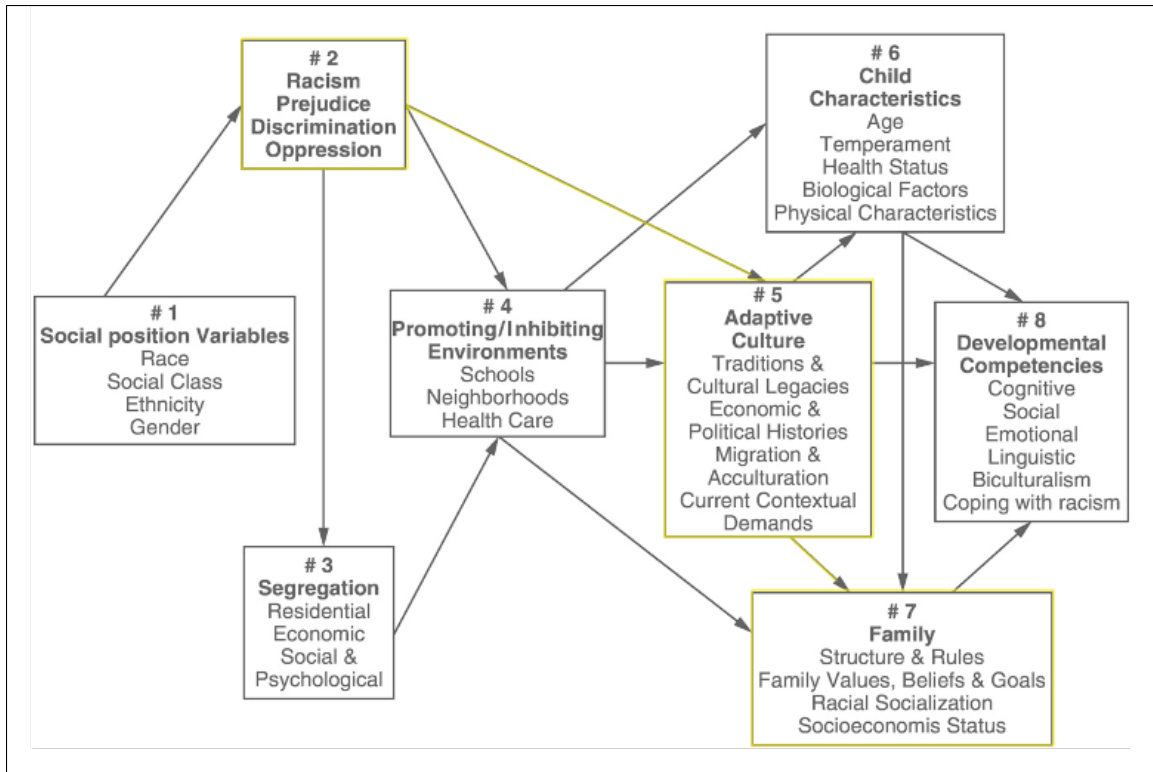 # 1
Social position Variables
Race
Social Class
Ethnicity
Gender
# 2
Racism
Prejudice
Discrimination
Oppression
# 3
Segregation
Residential
Economic
Social &
Psychological
# 4
Promoting/Inhibiting
Environments
Schools
Neighborhoods
Health Care
# 5
Adaptive
Culture
Traditions &
Cultural Legacies
Economic &
Political Histories
Migration &
Acculturation
Current Contextual
Demands
# 6
Child
Characteristics
Age
Temperament
Health Status
Biological Factors
Physical Characteristics
# 7
Family
Structure & Rules
Family Values, Beliefs & Goals
Racial Socialization
Socioeconomis Status
# 8
Developmental
Competencies
Cognitive
Social
Emotional
Linguistic
Biculturalism
Coping with racism